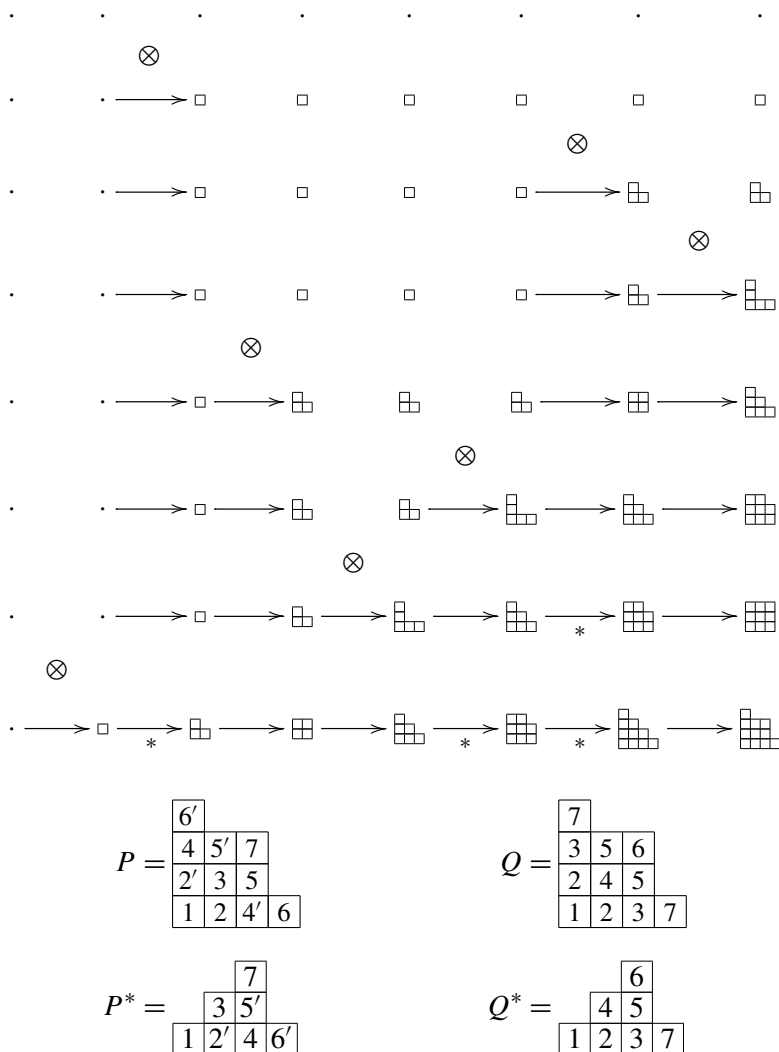 *
* * *
P = 6′ Q = 7
4 5′ 7 3 5 6
2′ 3 5 2 4 5
1 2 4′ 6 1 2 3 7
P* = 7 Q* = 6
3 5′ 4 5
1 2′ 4 6′ 1 2 3 7